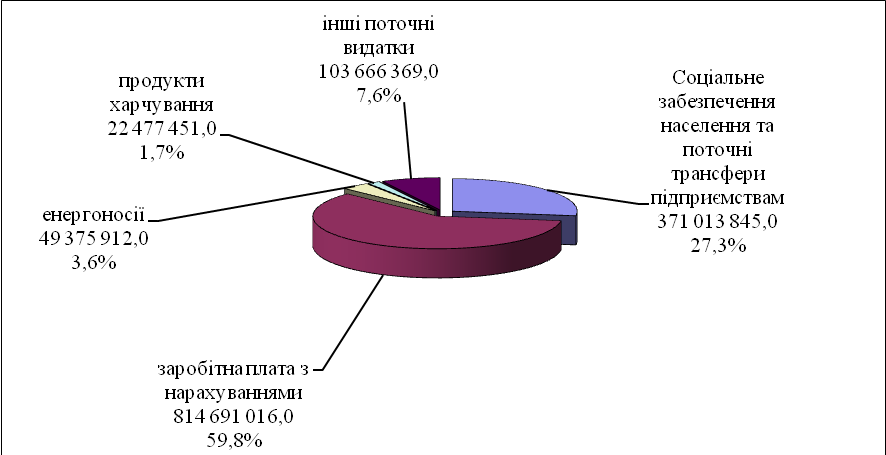 інші поточні
видатки
103 666 369,0
7,6%
продукти
харчування
22 477 451,0
1,7%
Соціальне
забезпечення
населення та
поточні
трансфери
підприємствам
371 013 845,0
27,3%
енергоносії
49 375 912,0
3,6%
заробітна плата з
нарахуваннями
814 691 016,0
59,8%